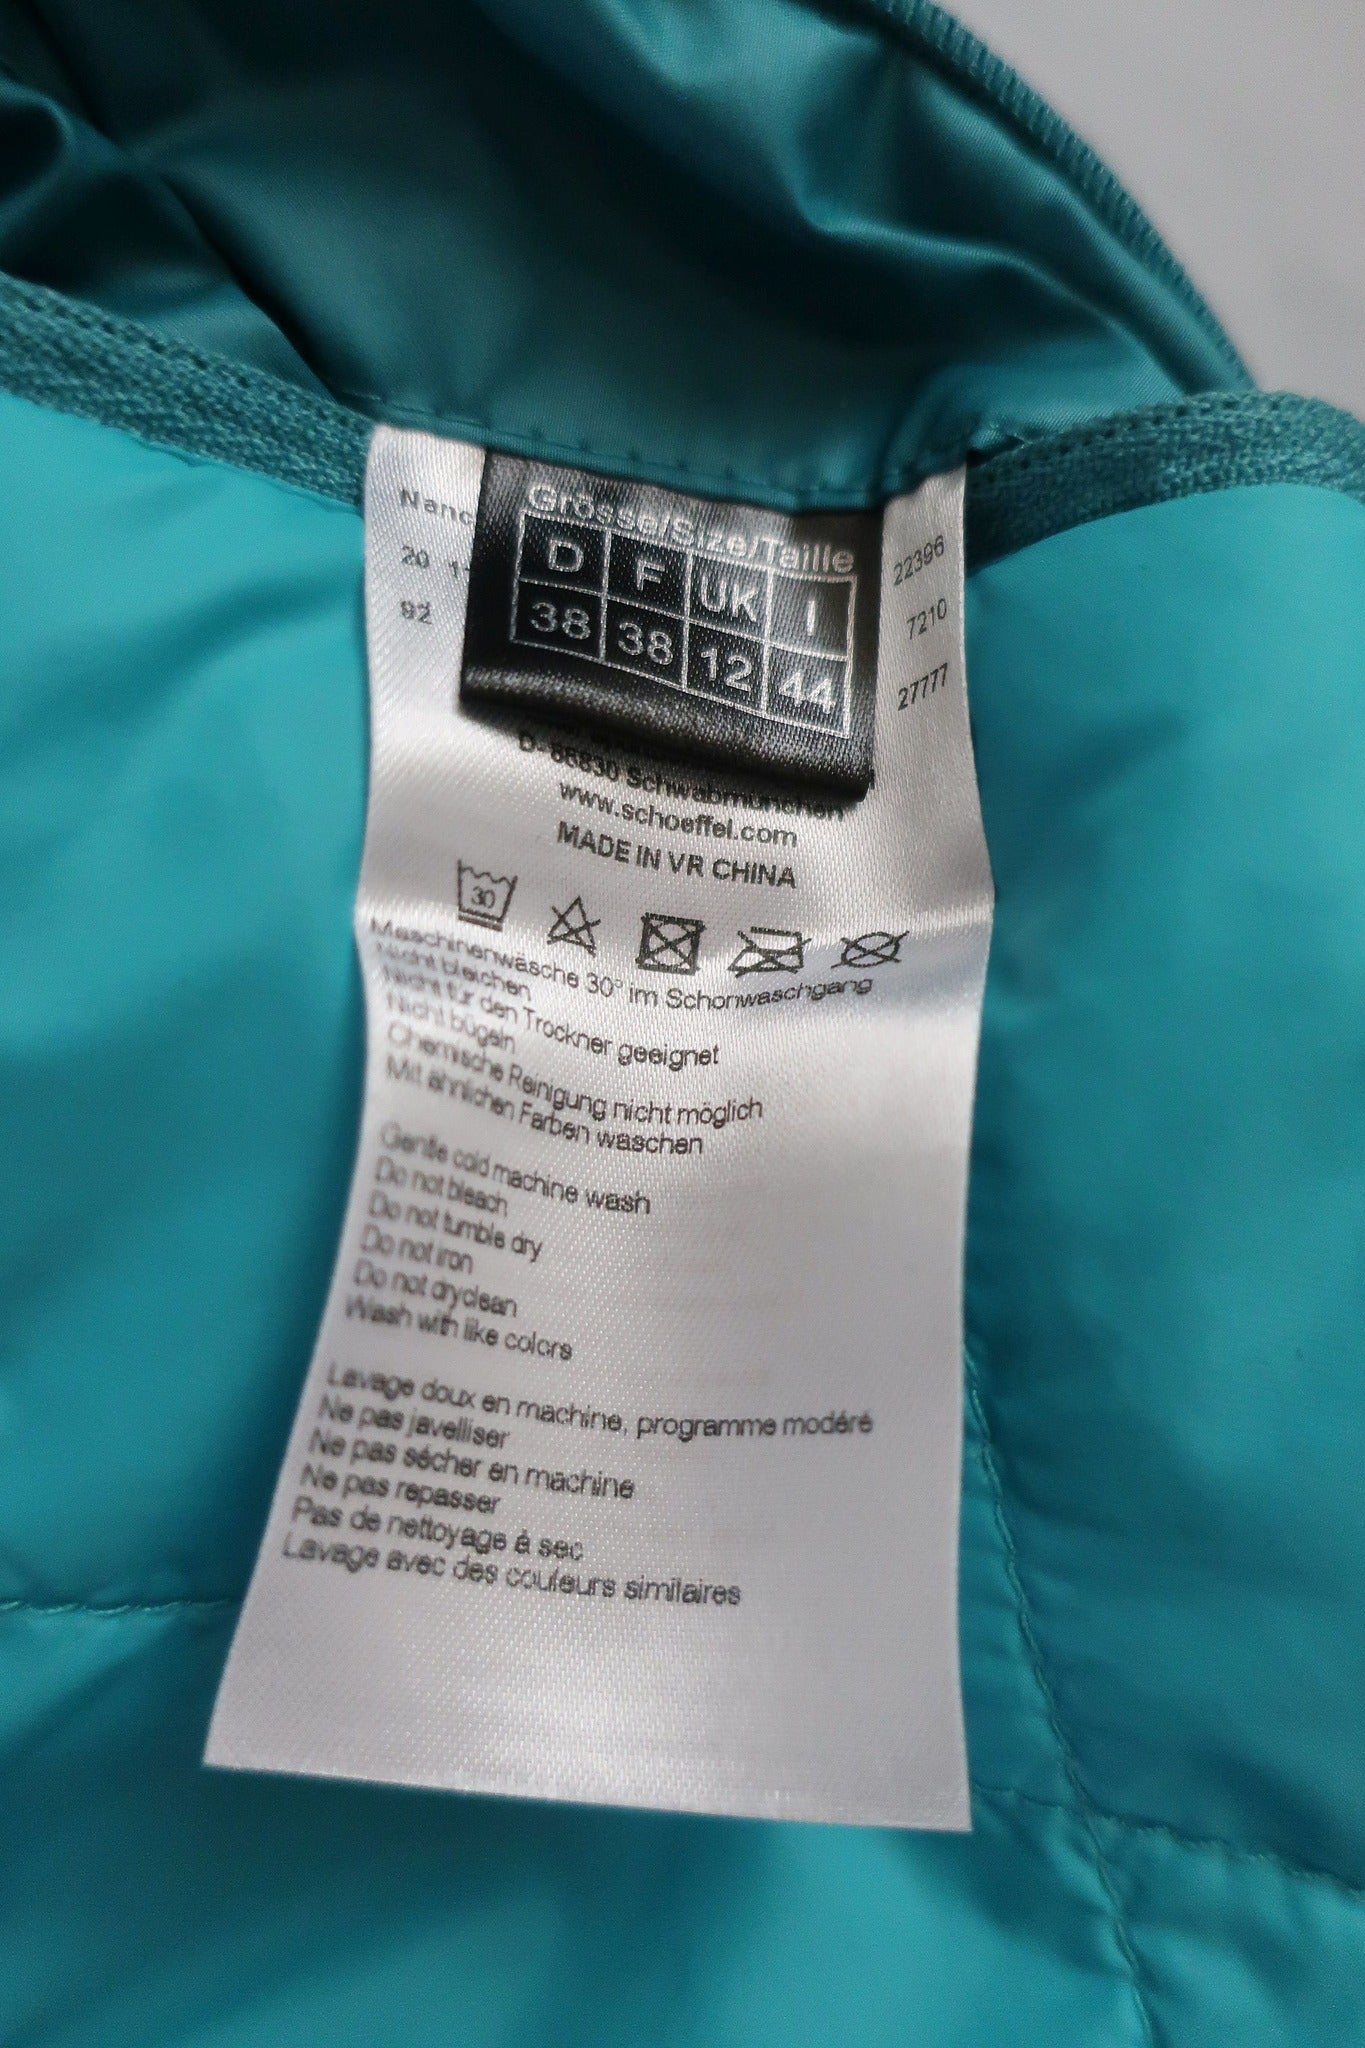 Grösse/Size/Taille
D F UK I
38 38 12 44
Nanc
22396
20
7210
92
27777
D- 86830 Schwabmünchen
www.schoeffel.com
MADE IN VR CHINA
30
Maschinenwäsche 30° im Schonwaschgang
Nicht bleichen
Nicht für den Trockner geeignet
Nicht bügeln
Chemische Reinigung nicht möglich
Mit ähnlichen Farben waschen
Gentle cold machine wash
Do not bleach
Do not tumble dry
Do not iron
Do not dryclean
Wash with like colors
Lavage doux en machine, programme modéré
Ne pas javelliser
Ne pas sécher en machine
Ne pas repasser
Pas de nettoyage à sec
Lavage avec des couleurs similaires